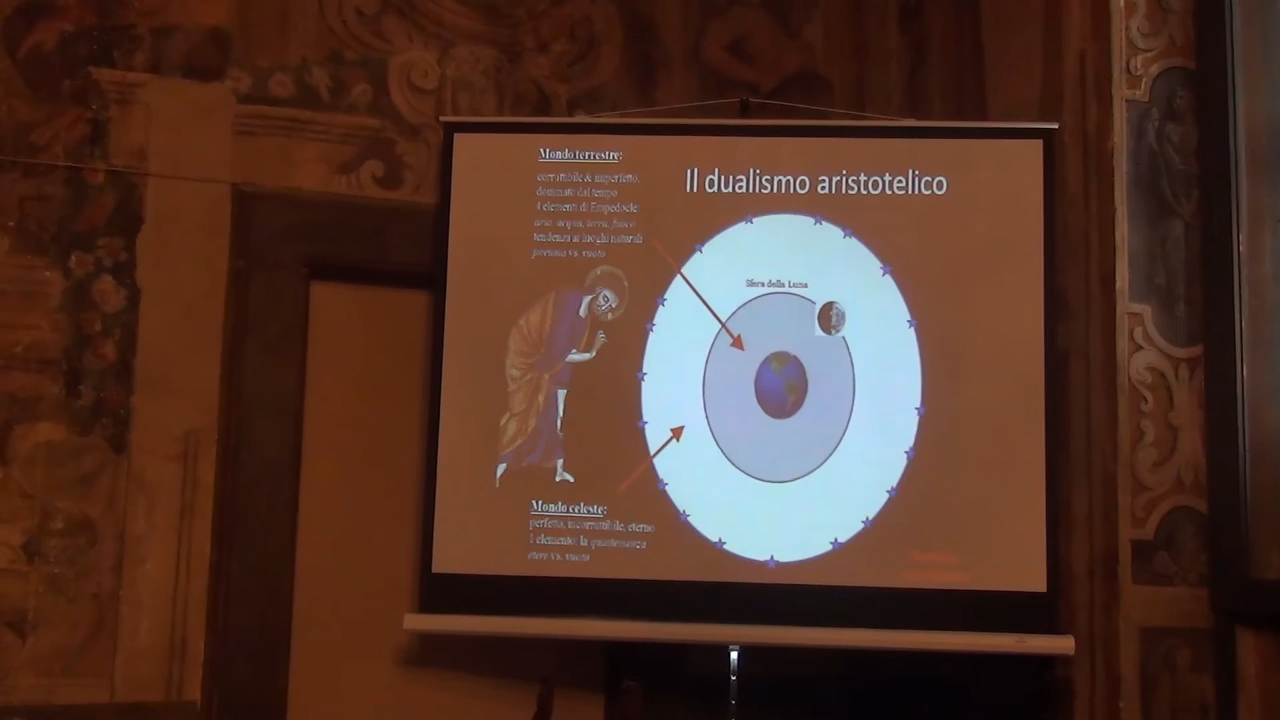 Il dualismo aristotelico
Mondo terrestre:
corruttibile & imperfetto,
dominato dal tempo
4 elementi di Empedocle:
aria, acqua, terra, fuoco
tendenza ai luoghi naturali
vs. vuoto
Sfera della Luna
Mondo celeste:
perfetto, incorruttibile, eterno
1 elemento: la quintessenza
etere vs. vuoto